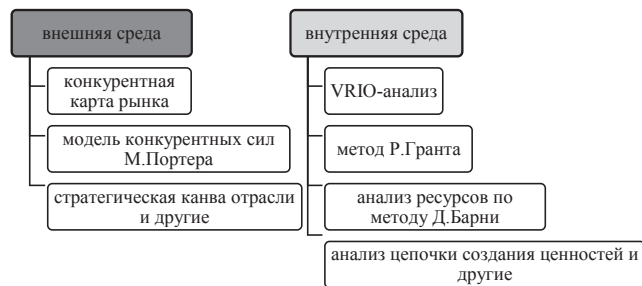 внешняя среда
конкурентная
карта рынка
модель конкурентных сил
М.Портера
стратегическая канва отрасли
и другие
внутренняя среда
VRIO-анализ
метод Р.Гранта
анализ ресурсов по
методу Д.Барни
анализ цепочки создания ценностей и
другие